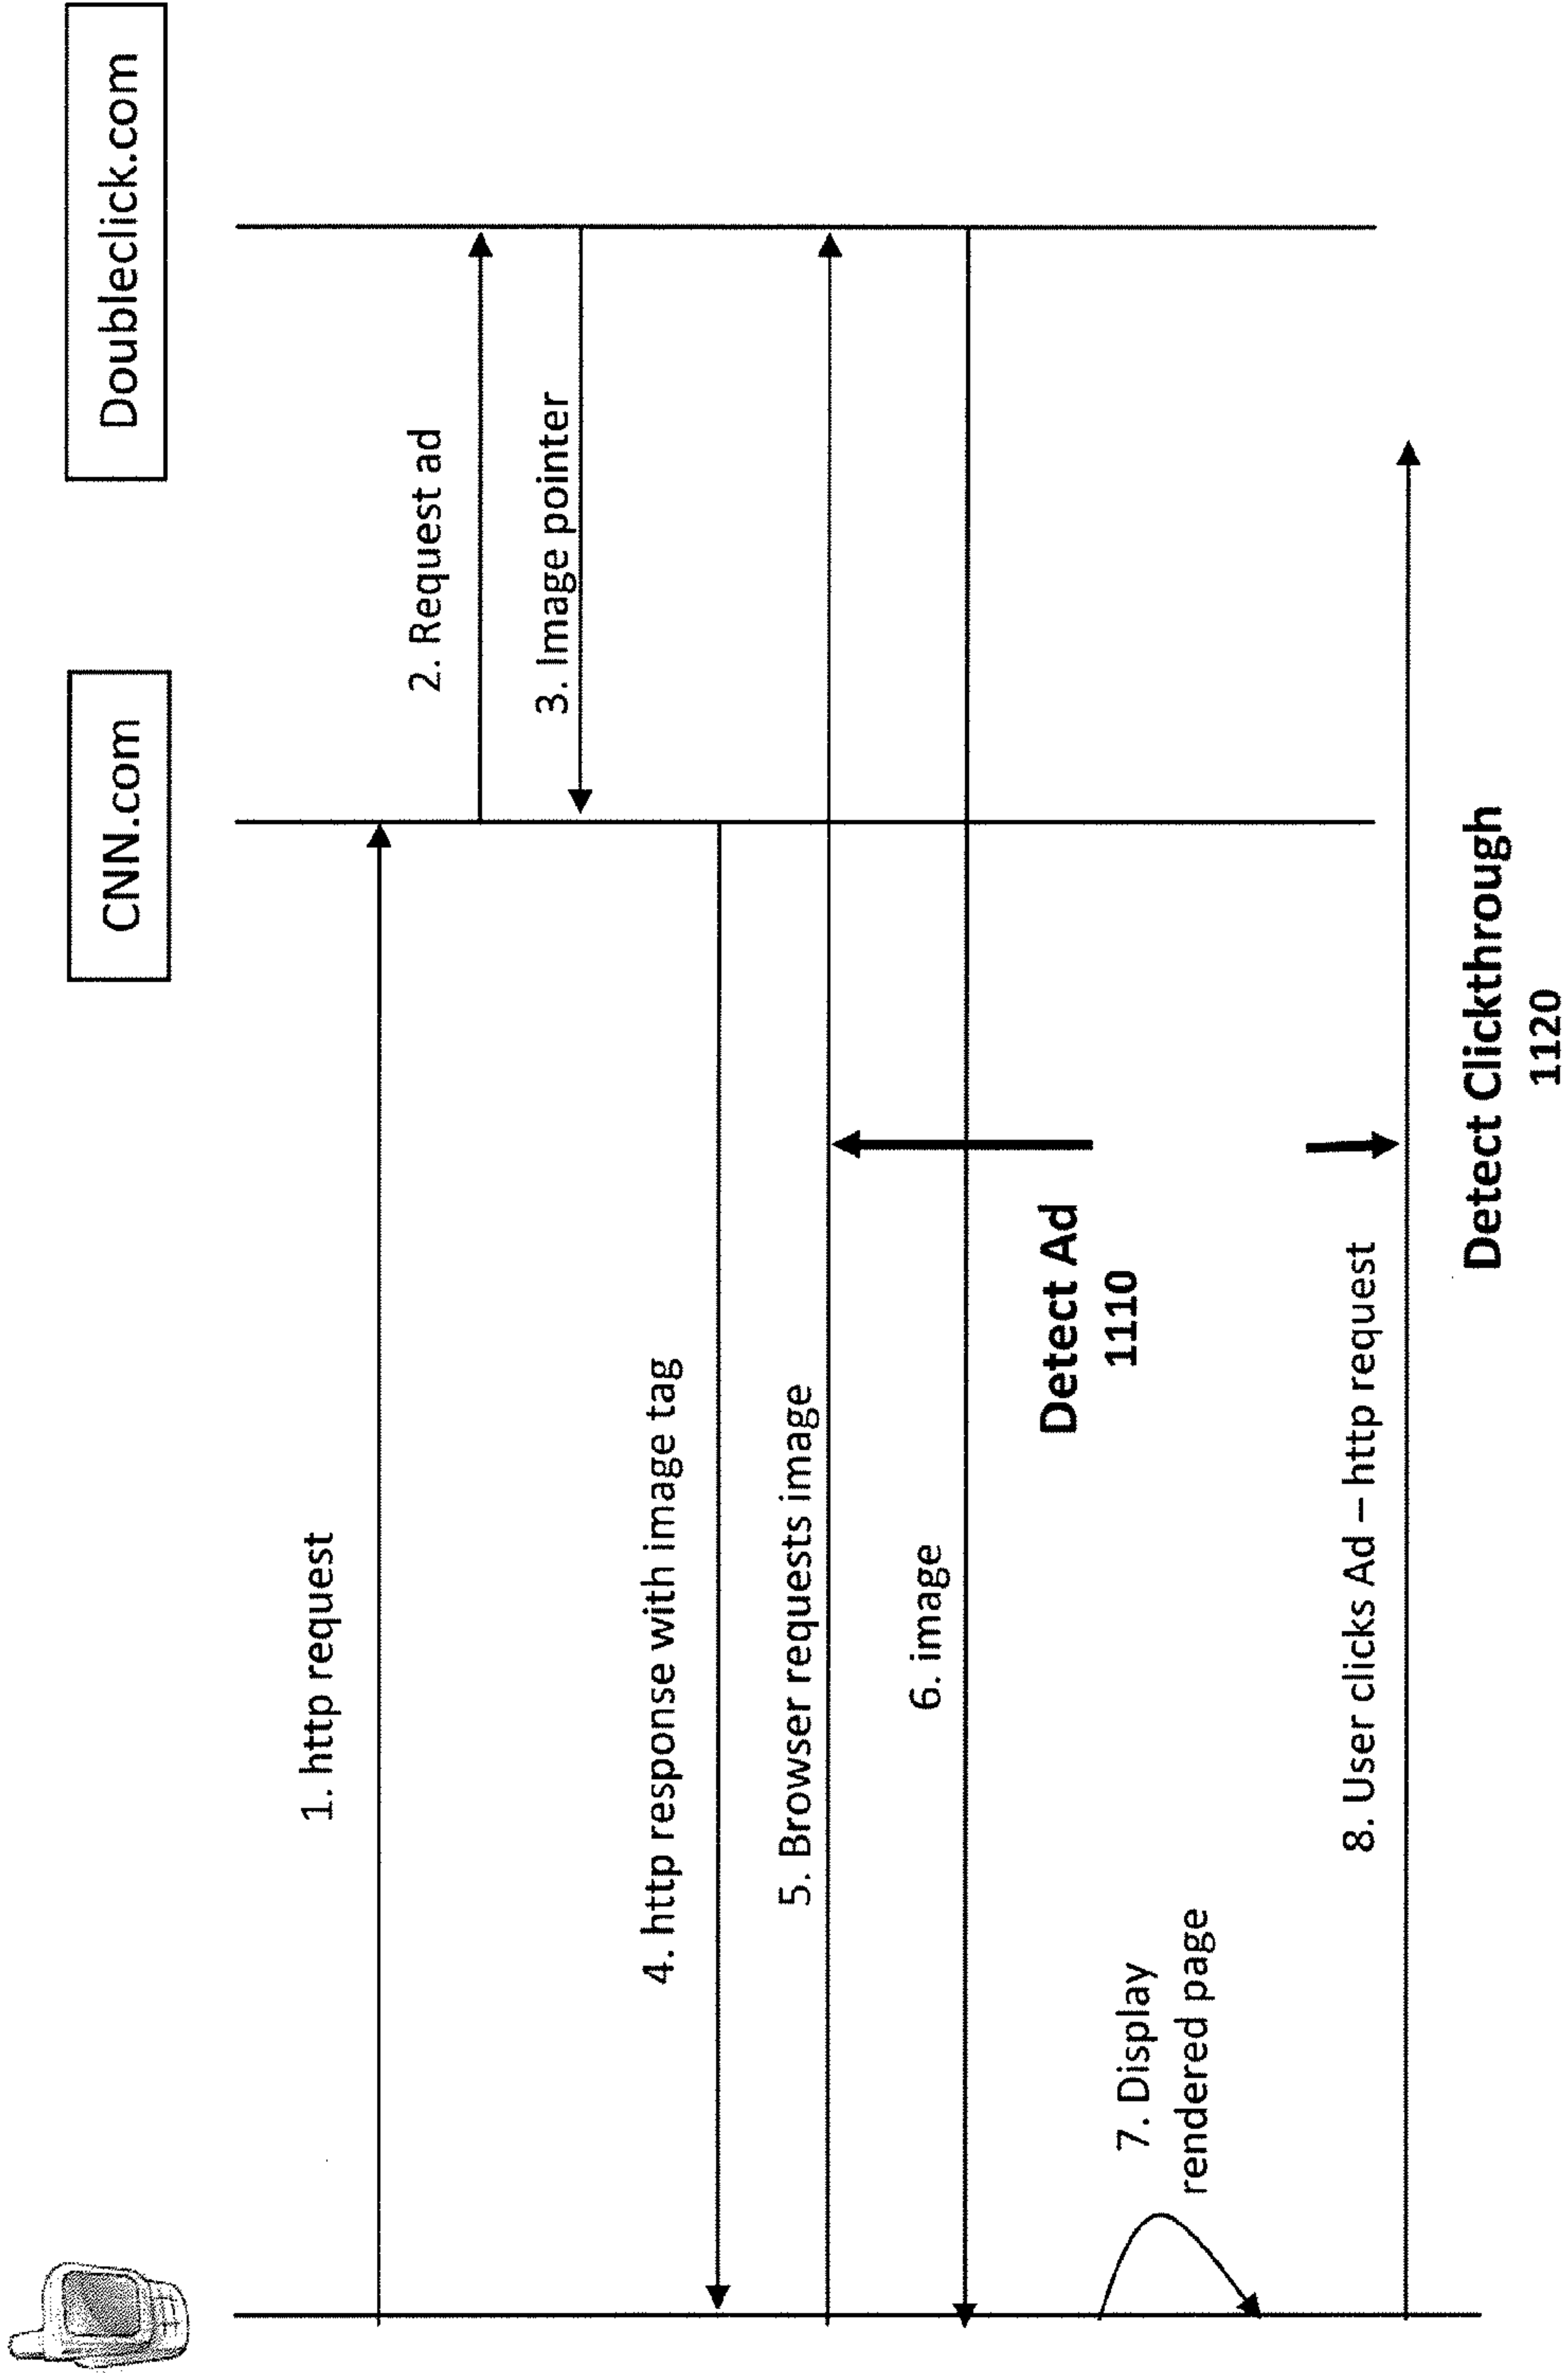 CNN.com
Doubleclick.com
1. http request
2. Request ad
3. Image pointer
4. http response with image tag
5. Browser requests image
6. image
Detect Ad
1110
7. Display
rendered page
8. User clicks Ad – http request
Detect Clickthrough
1120